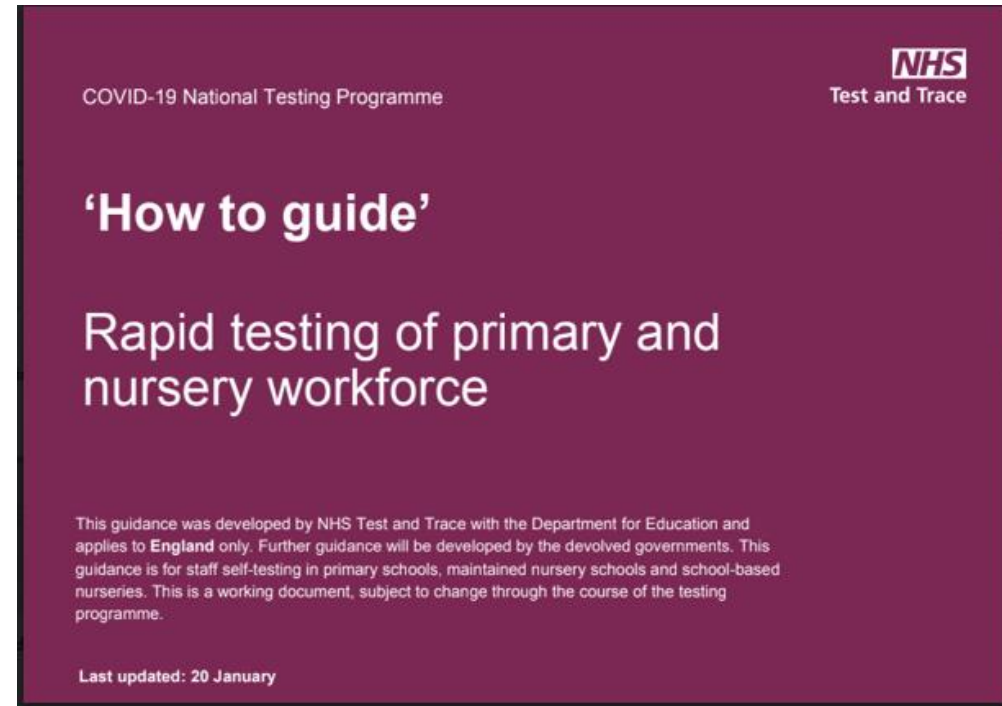 COVID-19 National Testing Programme
NHS
Test and Trace
‘How to guide’
Rapid testing of primary and
nursery workforce
This guidance was developed by NHS Test and Trace with the Department for Education and
applies to England only. Further guidance will be developed by the devolved governments. This
guidance is for staff self-testing in primary schools, maintained nursery schools and school-based
nurseries. This is a working document, subject to change through the course of the testing
programme.
Last updated: 20 January